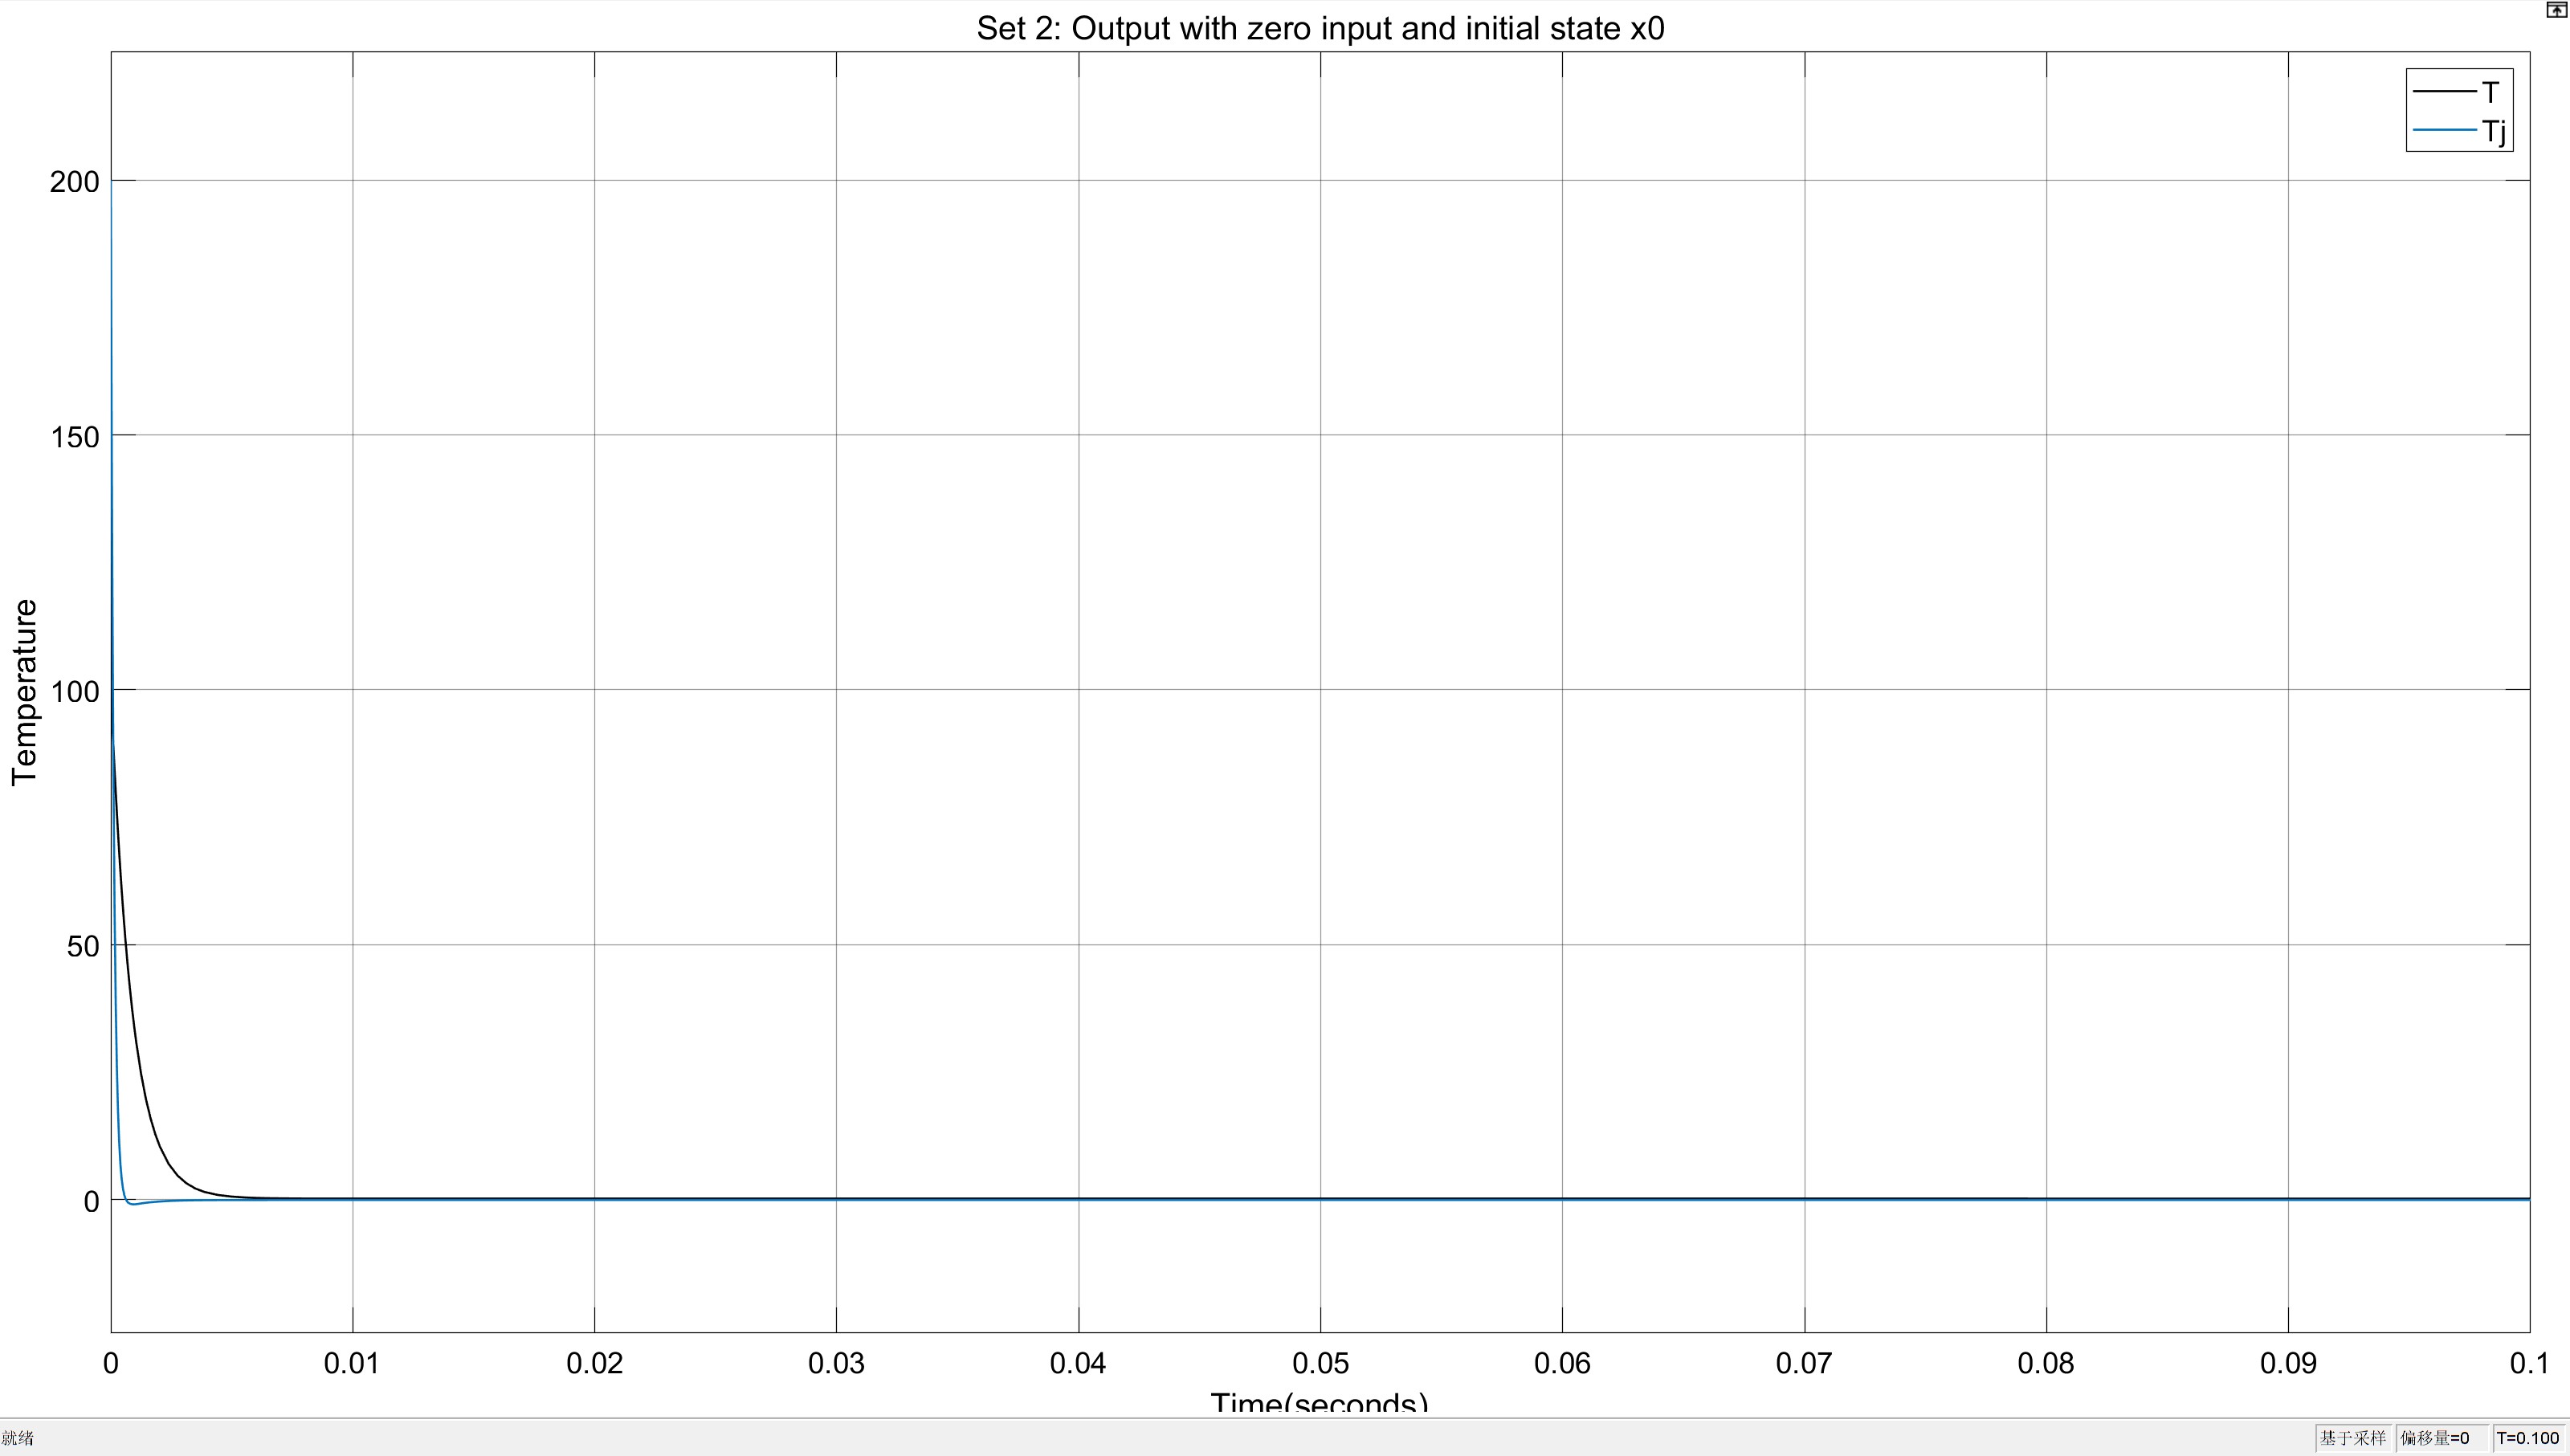 Set 2: Output with zero input and initial state x0
T
Tj
200
150
100
50
0
Temperature
0 0.01 0.02 0.03 0.04 0.05 0.06 0.07 0.08 0.09 0.1
Time(seconds)
就绪 基于采样 偏移量=0 T=0.100